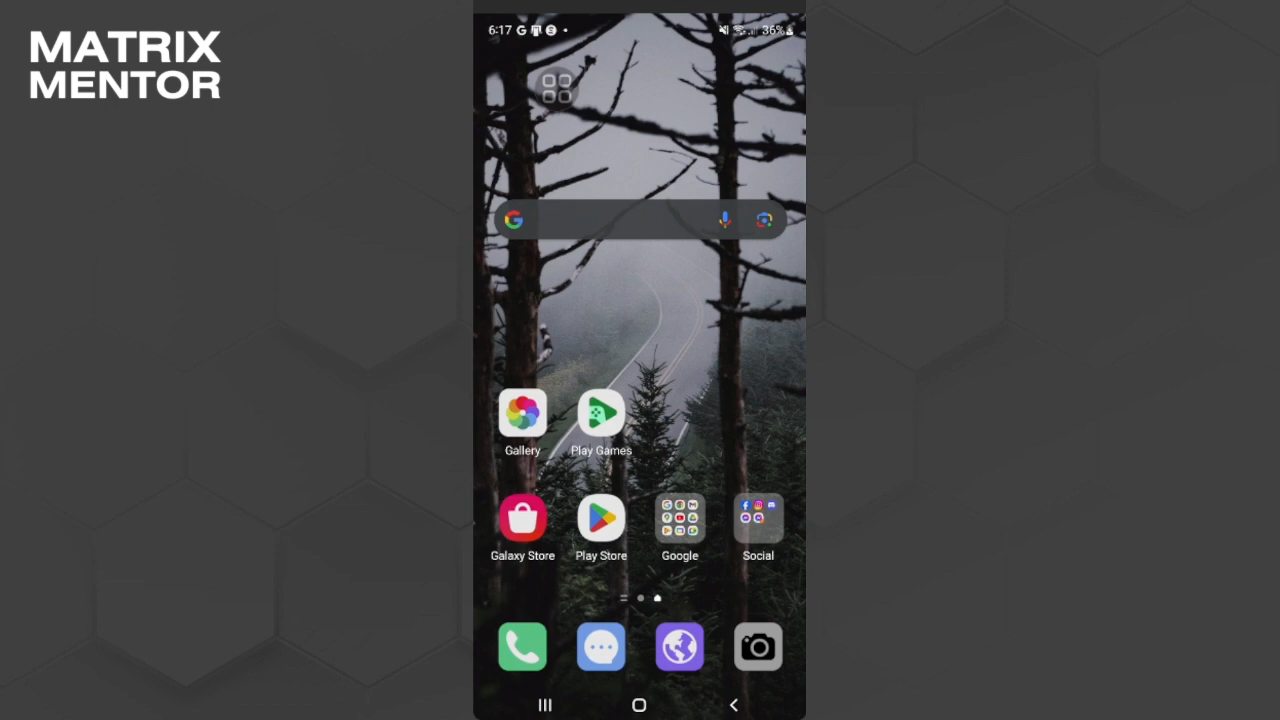 MATRIX
MENTOR
6:17
36%
Gallery
Play Games
Galaxy Store
Play Store
Google
Social